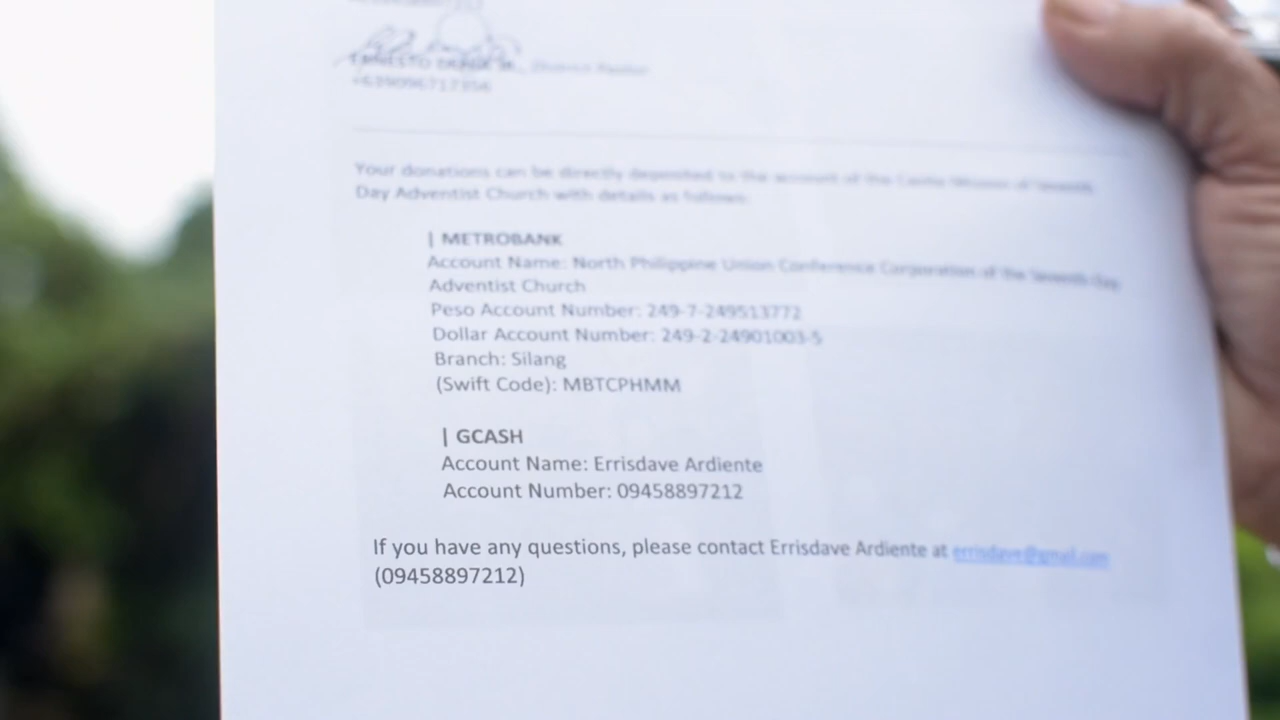 +639096717356
Your donations can be directly deposited to the account of the Cavite Mission of Seventh
Day Adventist Church with details as follows:
| METROBANK
Account Name: North Philippine Union Conference Corporation of the Seventh Day
Adventist Church
Peso Account Number: 249-7-249513772
Dollar Account Number: 249-2-24901003-5
Branch: Silang
(Swift Code): MBTCPHMM
| GCASH
Account Name: Errisdave Ardiente
Account Number: 09458897212
If you have any questions, please contact Errisdave Ardiente at errisdave@gmail.com
(09458897212)